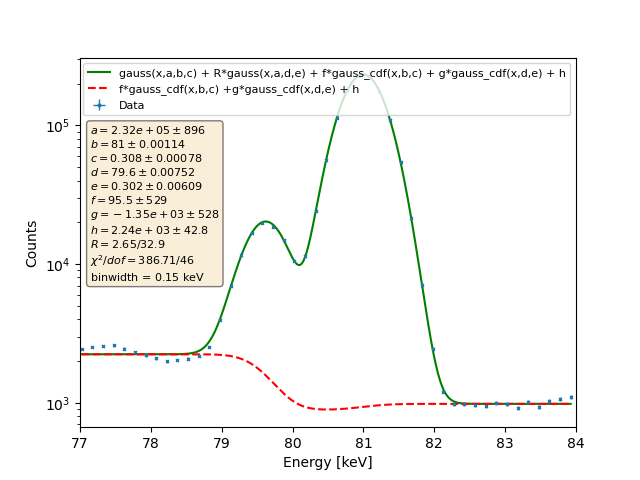 gauss(x,a,b,c) + R*gauss(x,a,d,e) + f*gauss_cdf(x,b,c) + g*gauss_cdf(x,d,e) + h
f*gauss_cdf(x,b,c) +g*gauss_cdf(x,d,e) + h
Data
a = 2.32e + 05 ± 896
b = 81 ± 0.00114
c = 0.308 ± 0.00078
d = 79.6 ± 0.00752
e = 0.302 ± 0.00609
f = 95.5 ± 529
g = −1.35e + 03 ± 528
h = 2.24e + 03 ± 42.8
R = 2.65/32.9
χ²/dof = 386.71/46
binwidth = 0.15 keV
Counts
10⁵
10⁴
10³
77 78 79 80 81 82 83 84
Energy [keV]